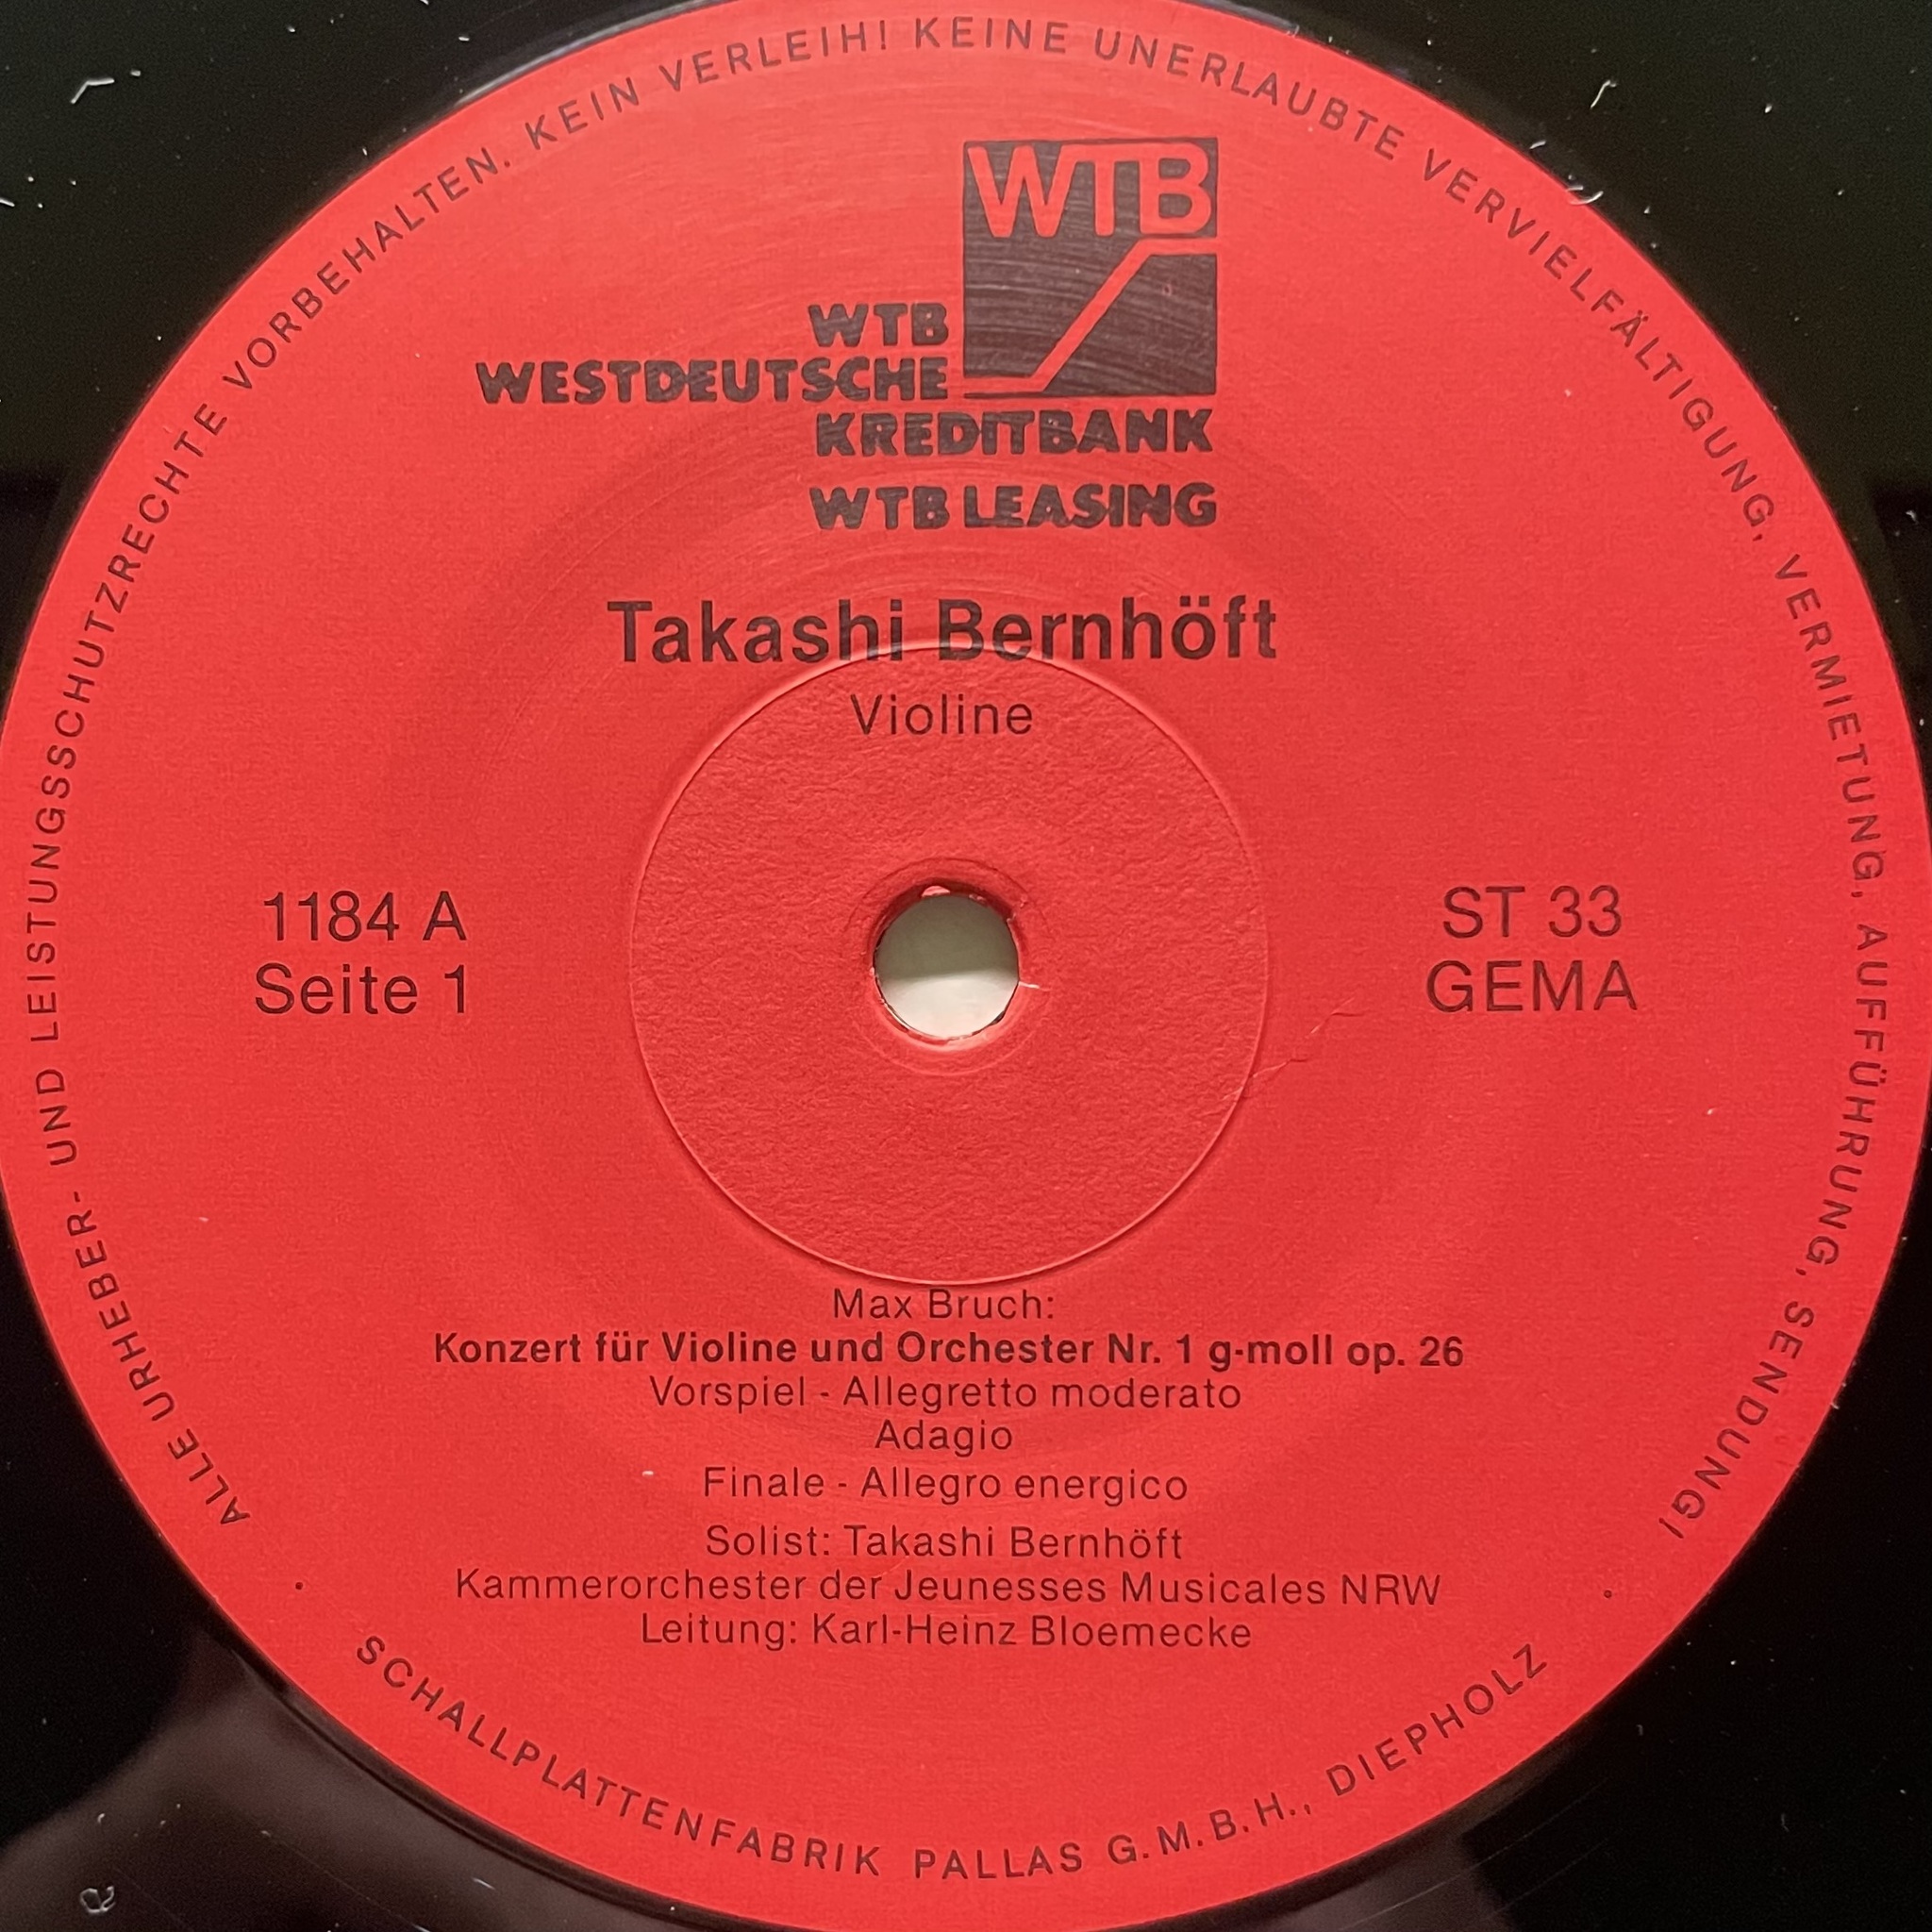 ALLE URHEBER- UND LEISTUNGSSCHUTZRECHTE VORBEHALTEN. KEIN VERLEIH! KEINE UNERLAUBTE VERVIELFÄLTIGUNG, VERMIETUNG, AUFFÜHRUNG, SENDUNG!
WTB
WTB
WESTDEUTSCHE
KREDITBANK
WTB LEASING
Takashi Bernhöft
Violine
1184 A
Seite 1
ST 33
GEMA
Max Bruch:
Konzert für Violine und Orchester Nr. 1 g-moll op. 26
Vorspiel - Allegretto moderato
Adagio
Finale - Allegro energico
Solist: Takashi Bernhöft
Kammerorchester der Jeunesses Musicales NRW
Leitung: Karl-Heinz Bloemecke
SCHALLPLATTENFABRIK PALLAS G.M.B.H., DIEPHOLZ